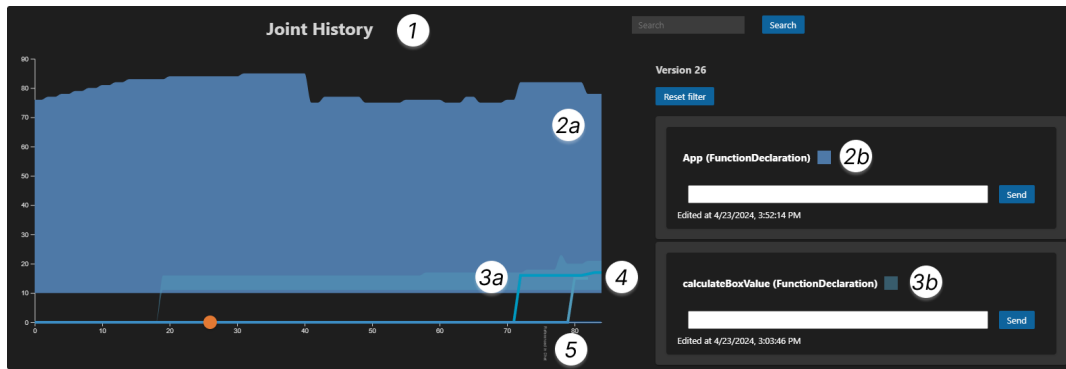 Joint History
1
Search
Search
Version 26
Reset filter
90
80
70
60
50
40
30
20
10
0
0
10
20
30
40
50
60
70
80
2a
3a
4
5
App (FunctionDeclaration)
2b
Send
Edited at 4/23/2024, 3:52:14 PM
calculateBoxValue (FunctionDeclaration)
3b
Send
Edited at 4/23/2024, 3:03:46 PM